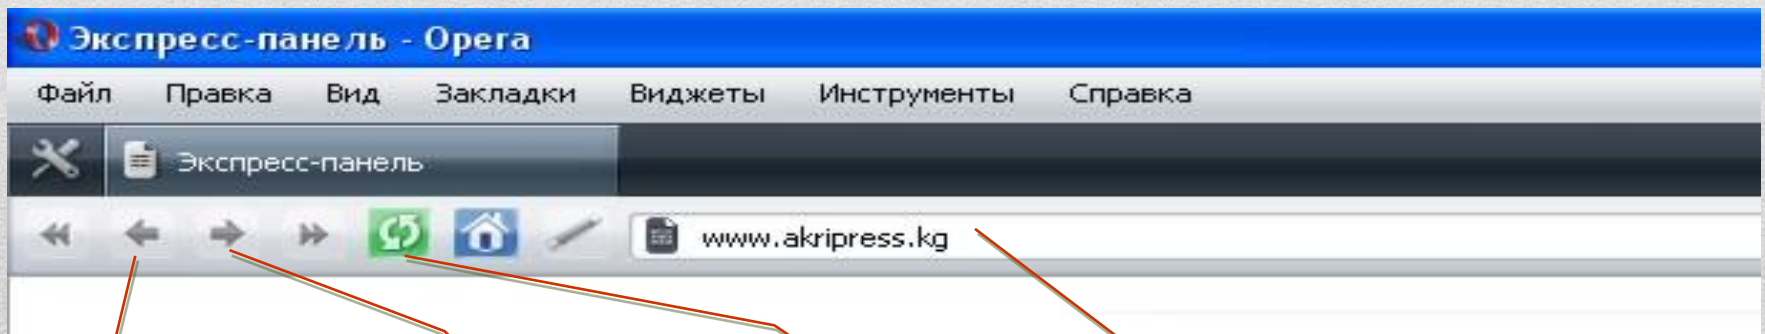 Экспресс-панель - Opera
Файл Правка Вид Закладки Виджеты Инструменты Справка
Экспресс-панель
www.akripress.kg